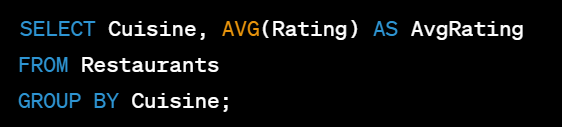 SELECT Cuisine, AVG(Rating) AS AvgRating
FROM Restaurants
GROUP BY Cuisine;